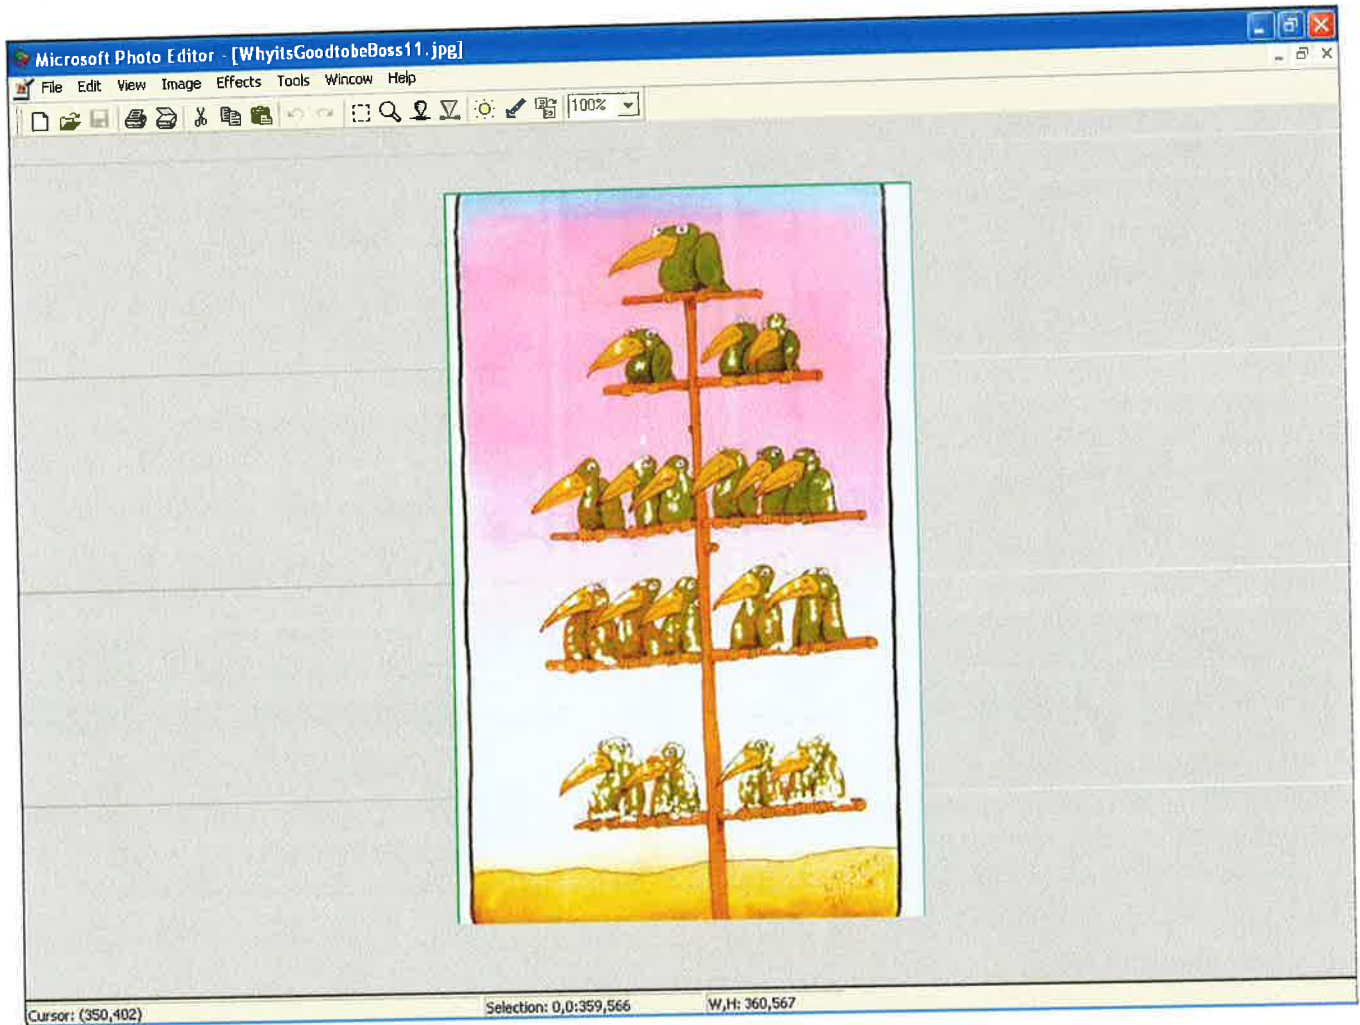 Microsoft Photo Editor - [WhyitsGoodtobeBoss11.jpg]
File Edit View Image Effects Tools Wincow Help
100%
Cursor: (350,402)
Selection: 0,0:359,566
W,H: 360,567